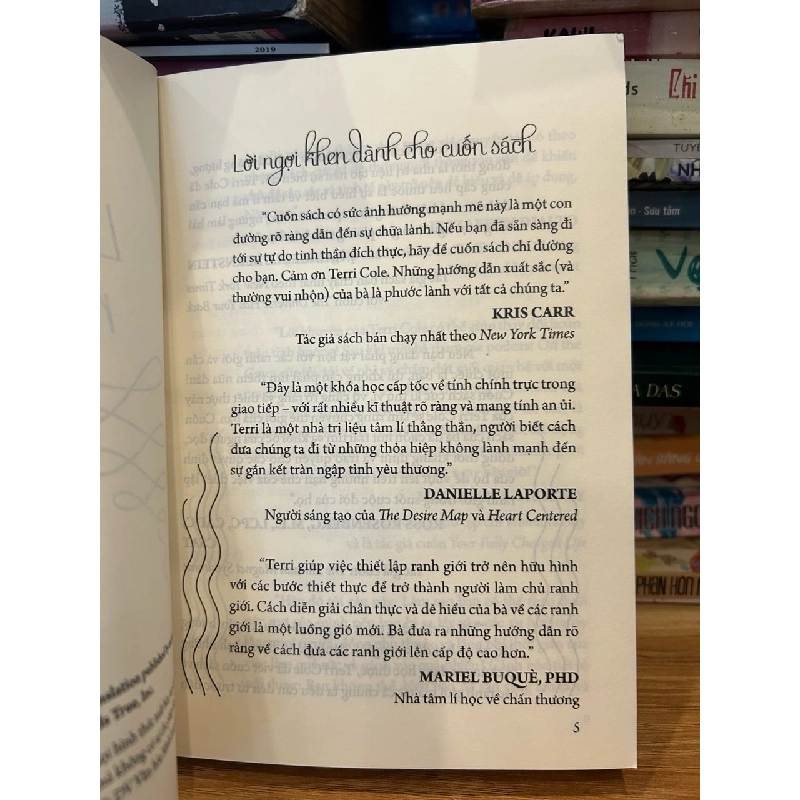 Lời ngợi khen dành cho cuốn sách
“Cuốn sách có sức ảnh hưởng mạnh mẽ này là một con
đường rõ ràng dẫn đến sự chữa lành. Nếu bạn đã sẵn sàng đi
tới sự tự do tinh thần đích thực, hãy để cuốn sách chỉ đường
cho bạn. Cảm ơn Terri Cole. Những hướng dẫn xuất sắc (và
thường vui nhộn) của bà là phước lành với tất cả chúng ta.”
KRIS CARR
Tác giả sách bán chạy nhất theo New York Times
“Đây là một khóa học cấp tốc về tính chính trực trong
giao tiếp – với rất nhiều kĩ thuật rõ ràng và mang tính an ủi.
Terri là một nhà trị liệu tâm lí thẳng thắn, người biết cách
đưa chúng ta đi từ những thỏa hiệp không lành mạnh đến
sự gắn kết tràn ngập tình yêu thương.”
DANIELLE LAPORTE
Người sáng tạo của The Desire Map và Heart Centered
“Terri giúp việc thiết lập ranh giới trở nên hữu hình
với các bước thiết thực để trở thành người làm chủ ranh
giới. Cách diễn giải chân thực và dễ hiểu của bà về các ranh
giới là một luồng gió mới. Bà đưa ra những hướng dẫn rõ
ràng về cách đưa các ranh giới lên cấp độ cao hơn.”
MARIEL BUQUÈ, PHD
Nhà tâm lí học về chấn thương
5
2019
Sưu tầm
DAS